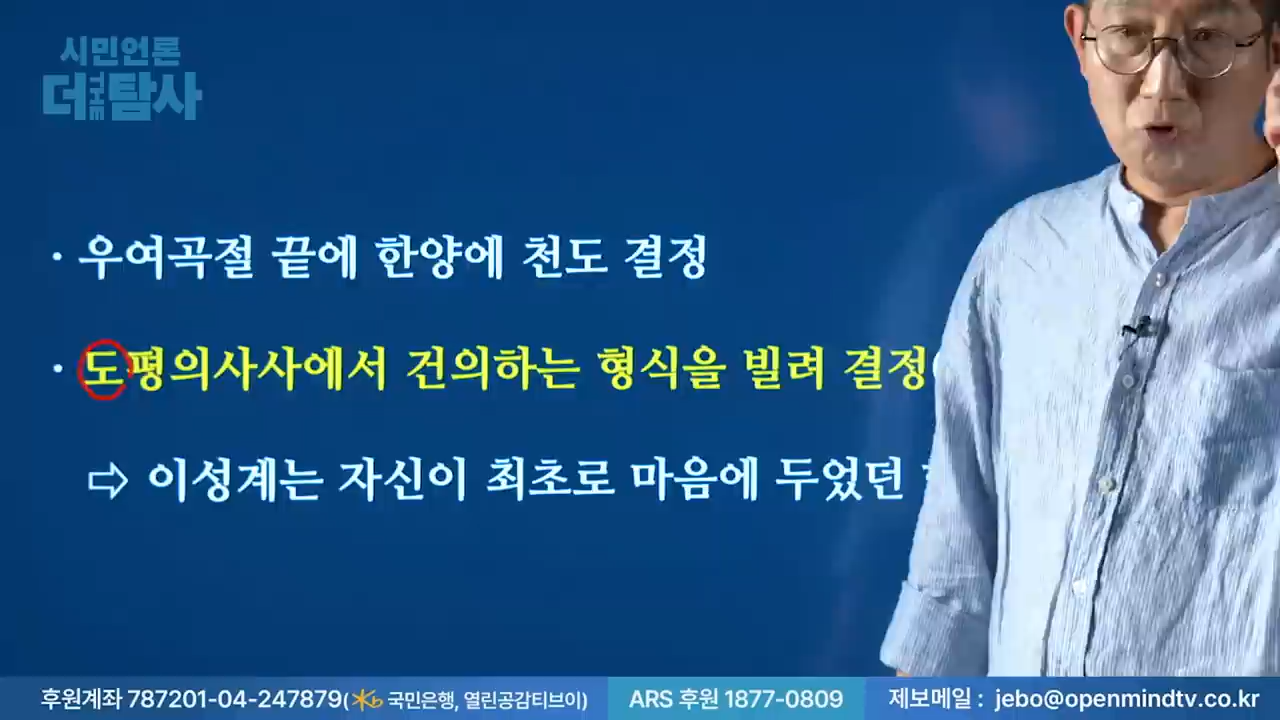 시민언론
더탐사
· 우여곡절 끝에 한양에 천도 결정
· 도평의사사에서 건의하는 형식을 빌려 결정
⇨ 이성계는 자신이 최초로 마음에 두었던
후원계좌 787201-04-247879(국민은행, 열린공감티브이) ARS 후원 1877-0809 제보메일 : jebo@openmindtv.co.kr